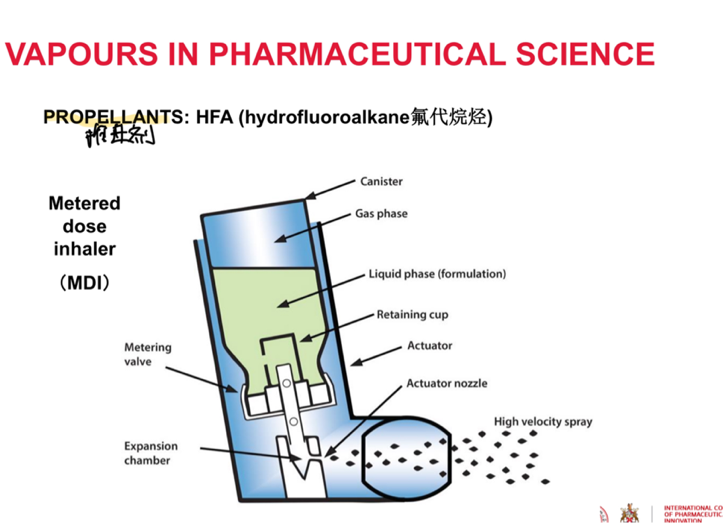 VAPOURS IN PHARMACEUTICAL SCIENCE
PROPELLANTS: HFA (hydrofluoroalkane氟代烷烃)
Metered
dose
inhaler
（MDI）
Canister
Gas phase
Liquid phase (formulation)
Retaining cup
Metering
valve
Actuator
Actuator nozzle
High velocity spray
Expansion
chamber
INTERNATIONAL CO
OF PHARMACEUTIC
INNOVATION